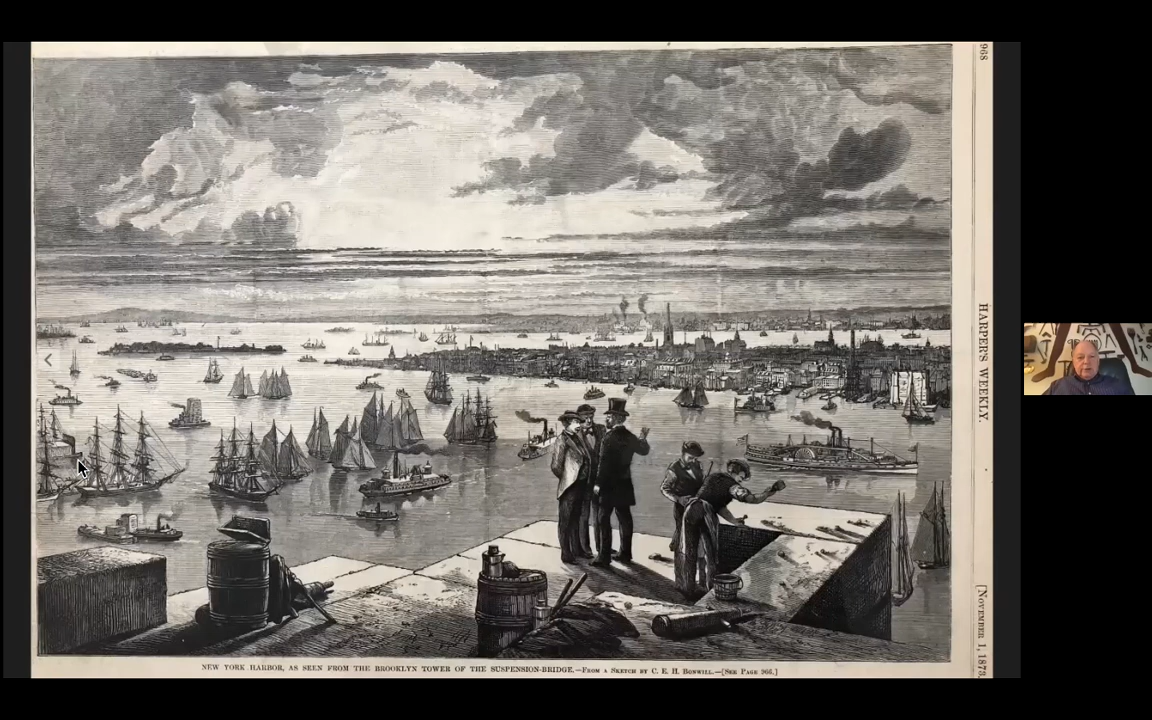 968
HARPER'S WEEKLY.
[NOVEMBER 1, 1873.
NEW YORK HARBOR, AS SEEN FROM THE BROOKLYN TOWER OF THE SUSPENSION-BRIDGE.—FROM A SKETCH BY C. E. H. BONWILL.—[SEE PAGE 966.]